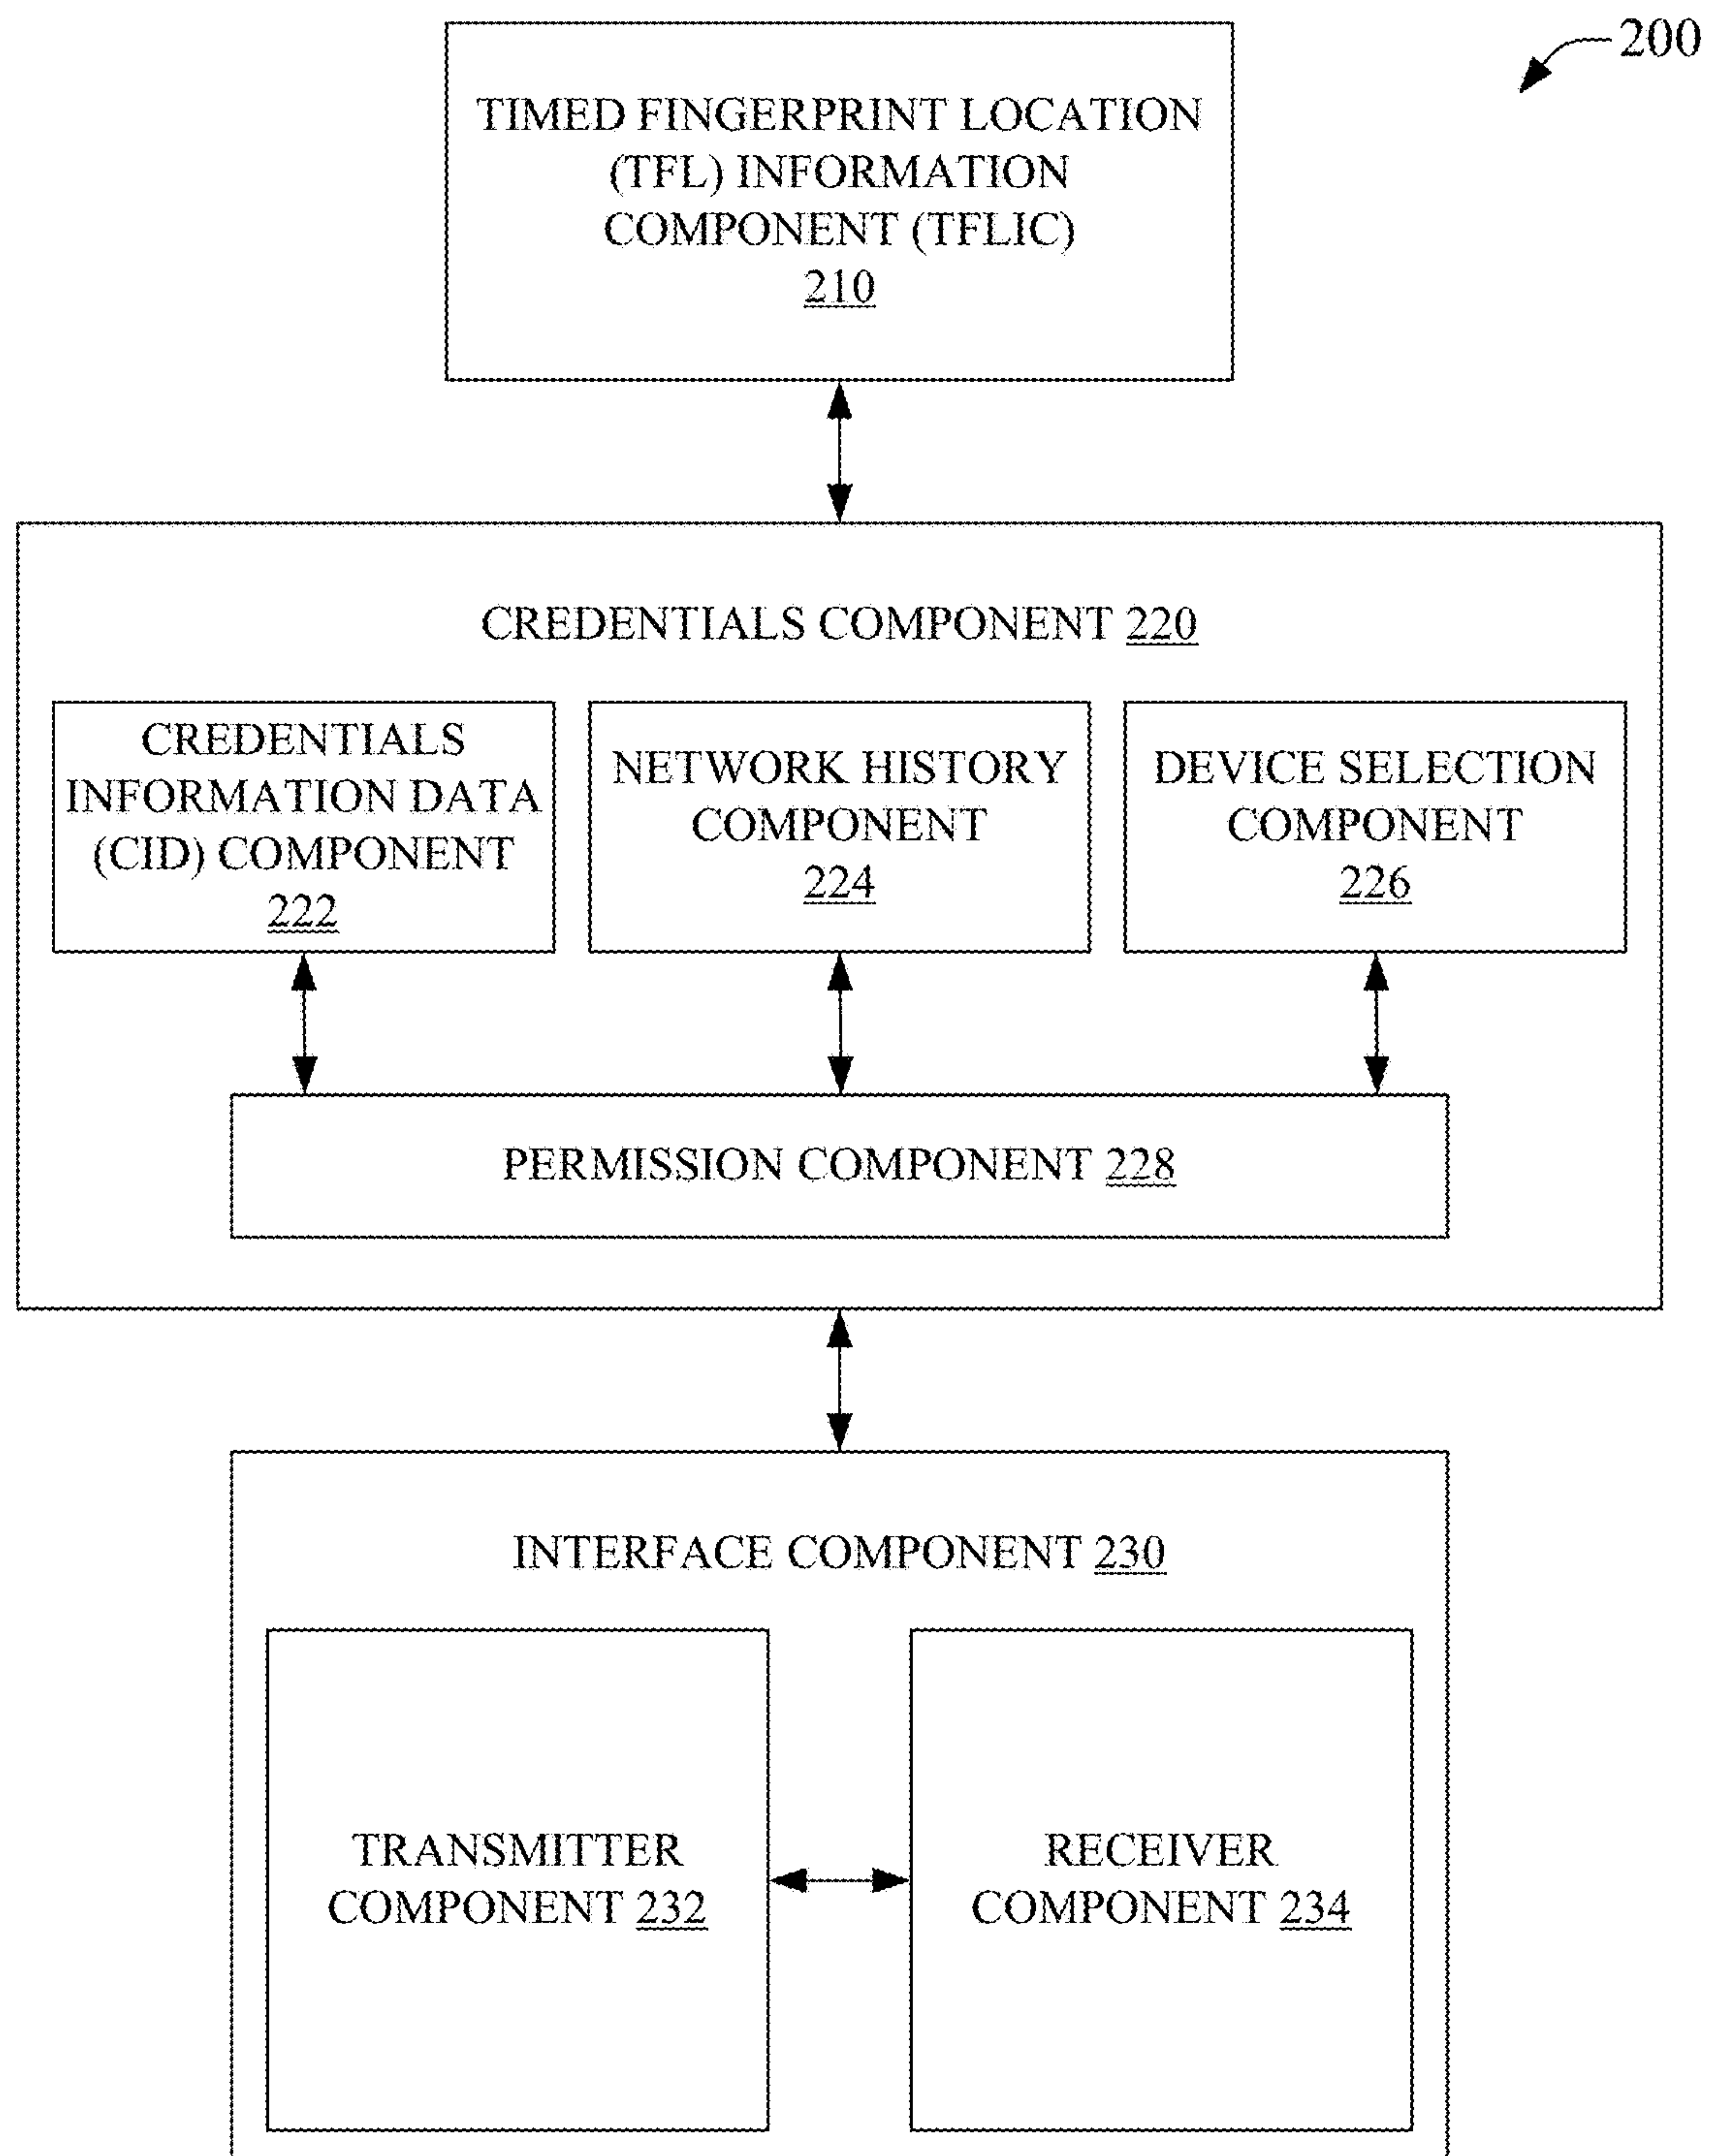 200
TIMED FINGERPRINT LOCATION
(TFL) INFORMATION
COMPONENT (TFLIC)
210
CREDENTIALS COMPONENT 220
CREDENTIALS
INFORMATION DATA
(CID) COMPONENT
222
NETWORK HISTORY
COMPONENT
224
DEVICE SELECTION
COMPONENT
226
PERMISSION COMPONENT 228
INTERFACE COMPONENT 230
TRANSMITTER
COMPONENT 232
RECEIVER
COMPONENT 234